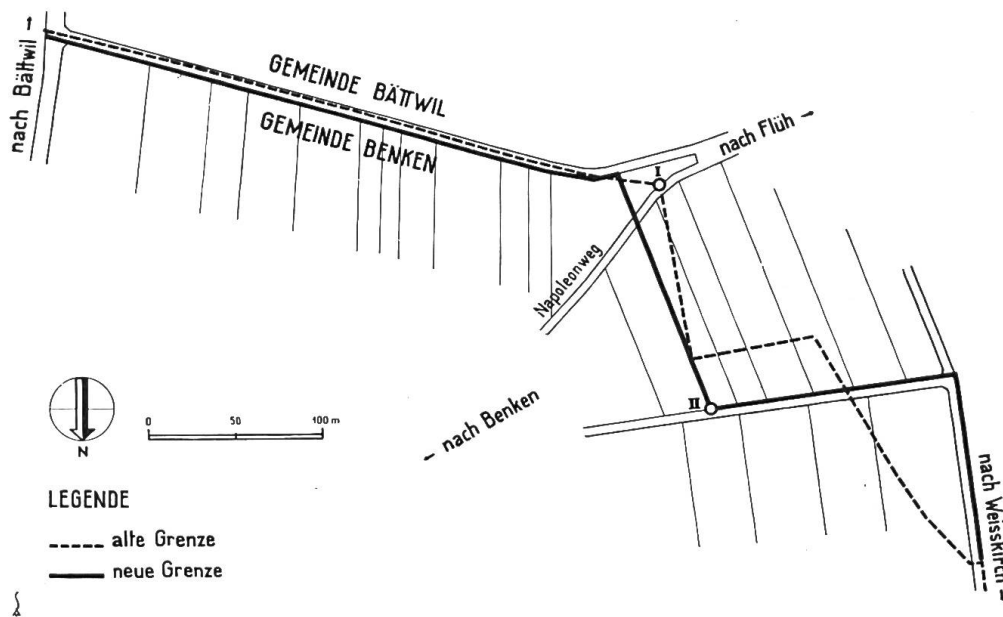 nach Bättwil →
GEMEINDE BÄTTWIL
GEMEINDE BENKEN
nach Flüh →
I
Napoleonweg
II
← nach Benken
nach Weisskirch →
N
0 50 100 m
LEGENDE
alte Grenze
neue Grenze